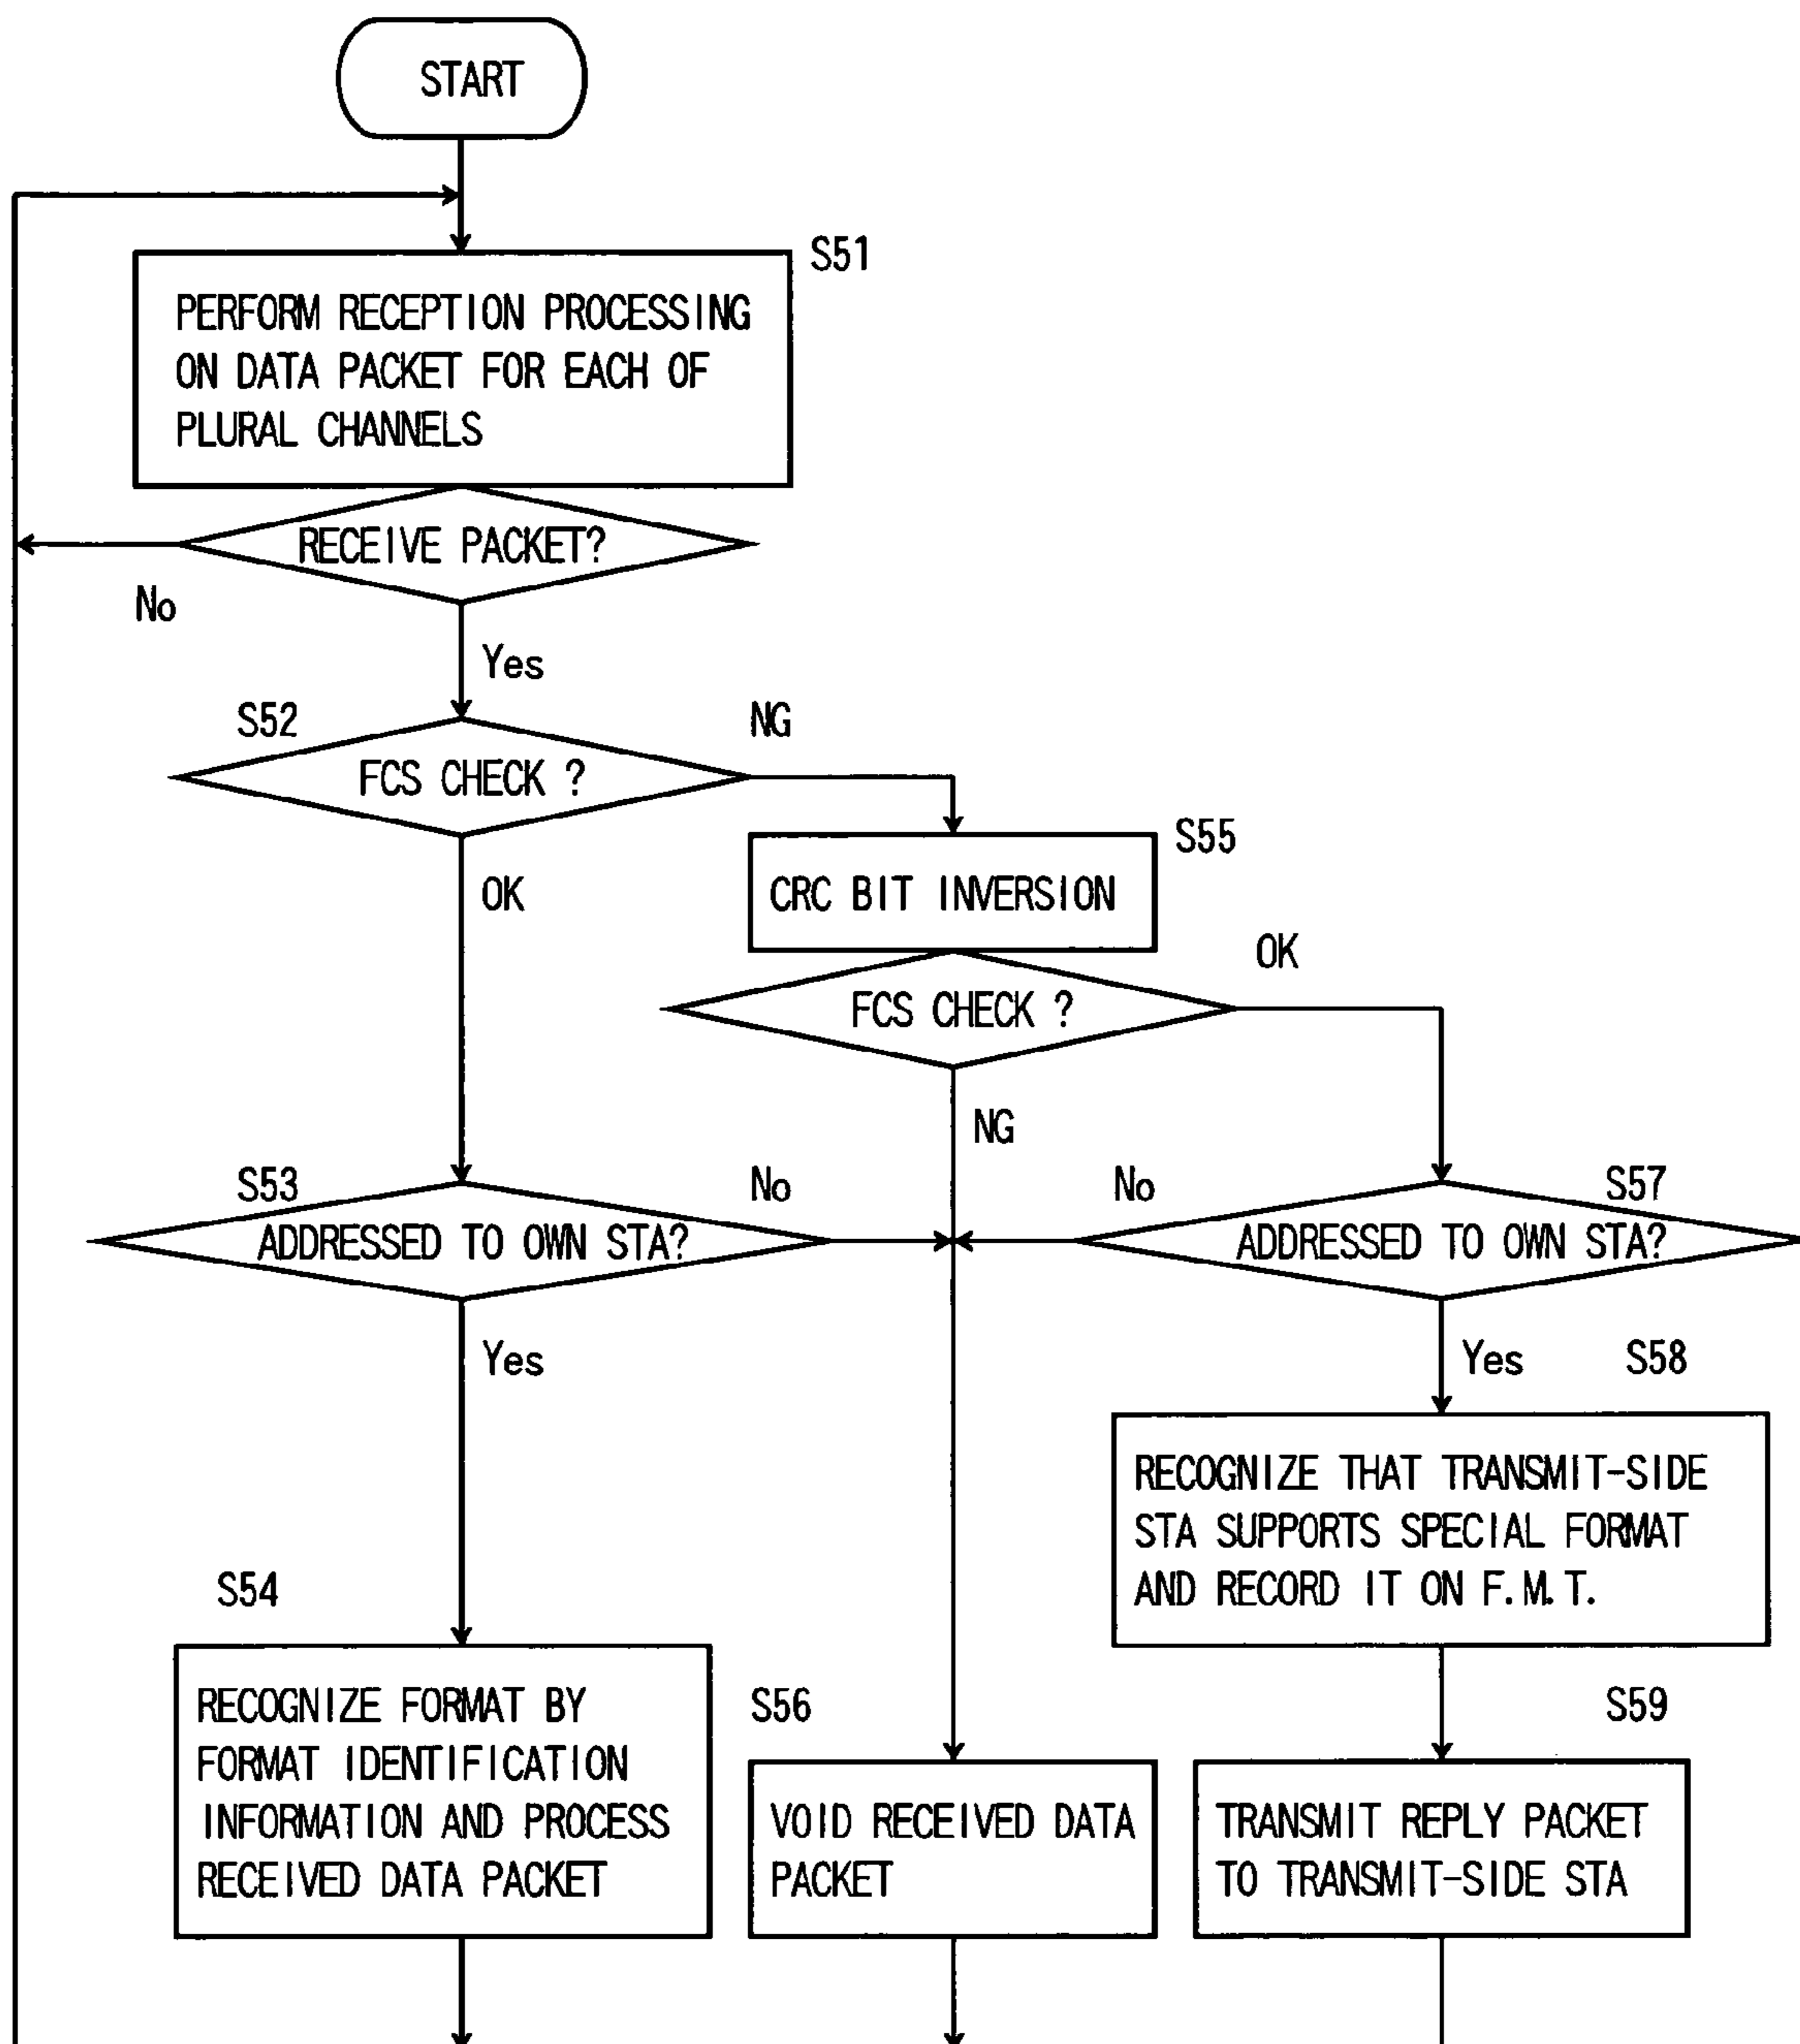 START
S51
PERFORM RECEPTION PROCESSING
ON DATA PACKET FOR EACH OF
PLURAL CHANNELS
RECEIVE PACKET?
No
Yes
S52
NG
FCS CHECK ?
S55
OK
CRC BIT INVERSION
OK
FCS CHECK ?
NG
S53
No
No
S57
ADDRESSED TO OWN STA?
ADDRESSED TO OWN STA?
Yes
Yes
S58
RECOGNIZE THAT TRANSMIT-SIDE
STA SUPPORTS SPECIAL FORMAT
AND RECORD IT ON F.M.T.
S54
RECOGNIZE FORMAT BY
FORMAT IDENTIFICATION
INFORMATION AND PROCESS
RECEIVED DATA PACKET
S56
VOID RECEIVED DATA
PACKET
S59
TRANSMIT REPLY PACKET
TO TRANSMIT-SIDE STA